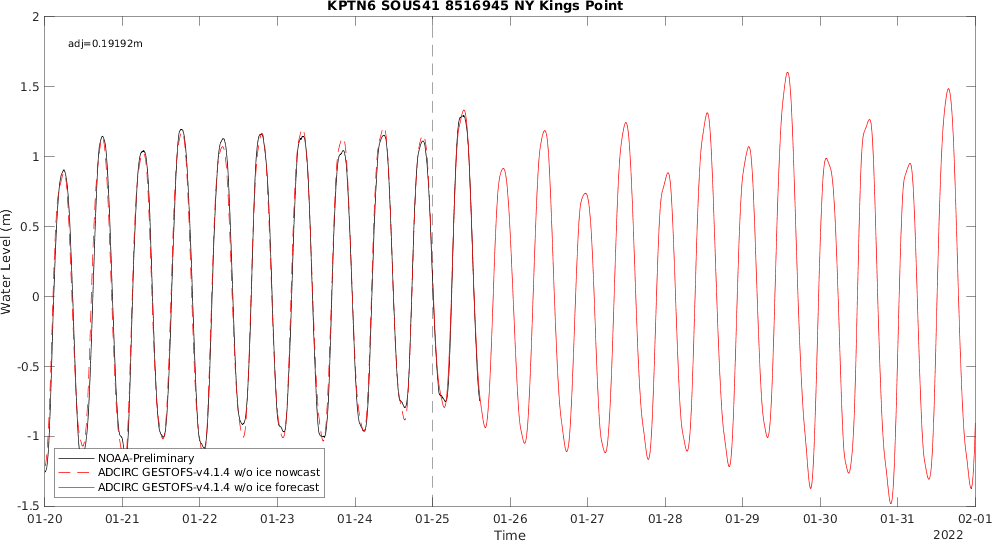 KPTN6 SOUS41 8516945 NY Kings Point
adj=0.19192m
Water Level (m)
2
1.5
1
0.5
0
-0.5
-1
-1.5
NOAA-Preliminary
ADCIRC GESTOFS-v4.1.4 w/o ice nowcast
ADCIRC GESTOFS-v4.1.4 w/o ice forecast
01-20 01-21 01-22 01-23 01-24 01-25 01-26 01-27 01-28 01-29 01-30 01-31 02-01
Time
2022